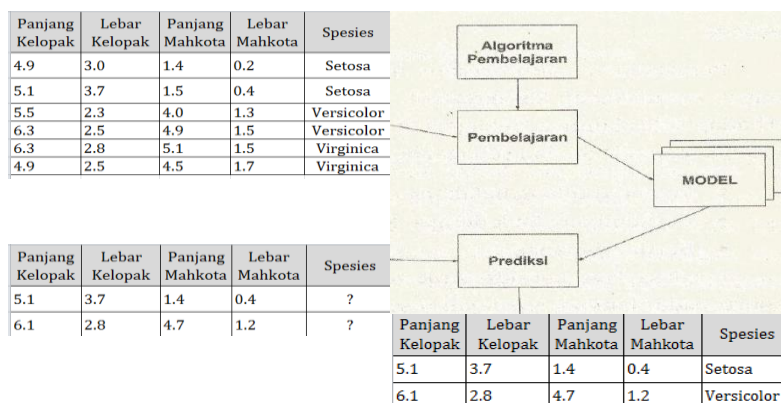 Panjang Kelopak Lebar Kelopak Panjang Mahkota Lebar Mahkota Spesies
4.9 3.0 1.4 0.2 Setosa
5.1 3.7 1.5 0.4 Setosa
5.5 2.3 4.0 1.3 Versicolor
6.3 2.5 4.9 1.5 Versicolor
6.3 2.8 5.1 1.5 Virginica
4.9 2.5 4.5 1.7 Virginica
Algoritma
Pembelajaran
Pembelajaran
MODEL
Panjang Kelopak Lebar Kelopak Panjang Mahkota Lebar Mahkota Spesies
5.1 3.7 1.4 0.4 ?
6.1 2.8 4.7 1.2 ?
Prediksi
Panjang Kelopak Lebar Kelopak Panjang Mahkota Lebar Mahkota Spesies
5.1 3.7 1.4 0.4 Setosa
6.1 2.8 4.7 1.2 Versicolor